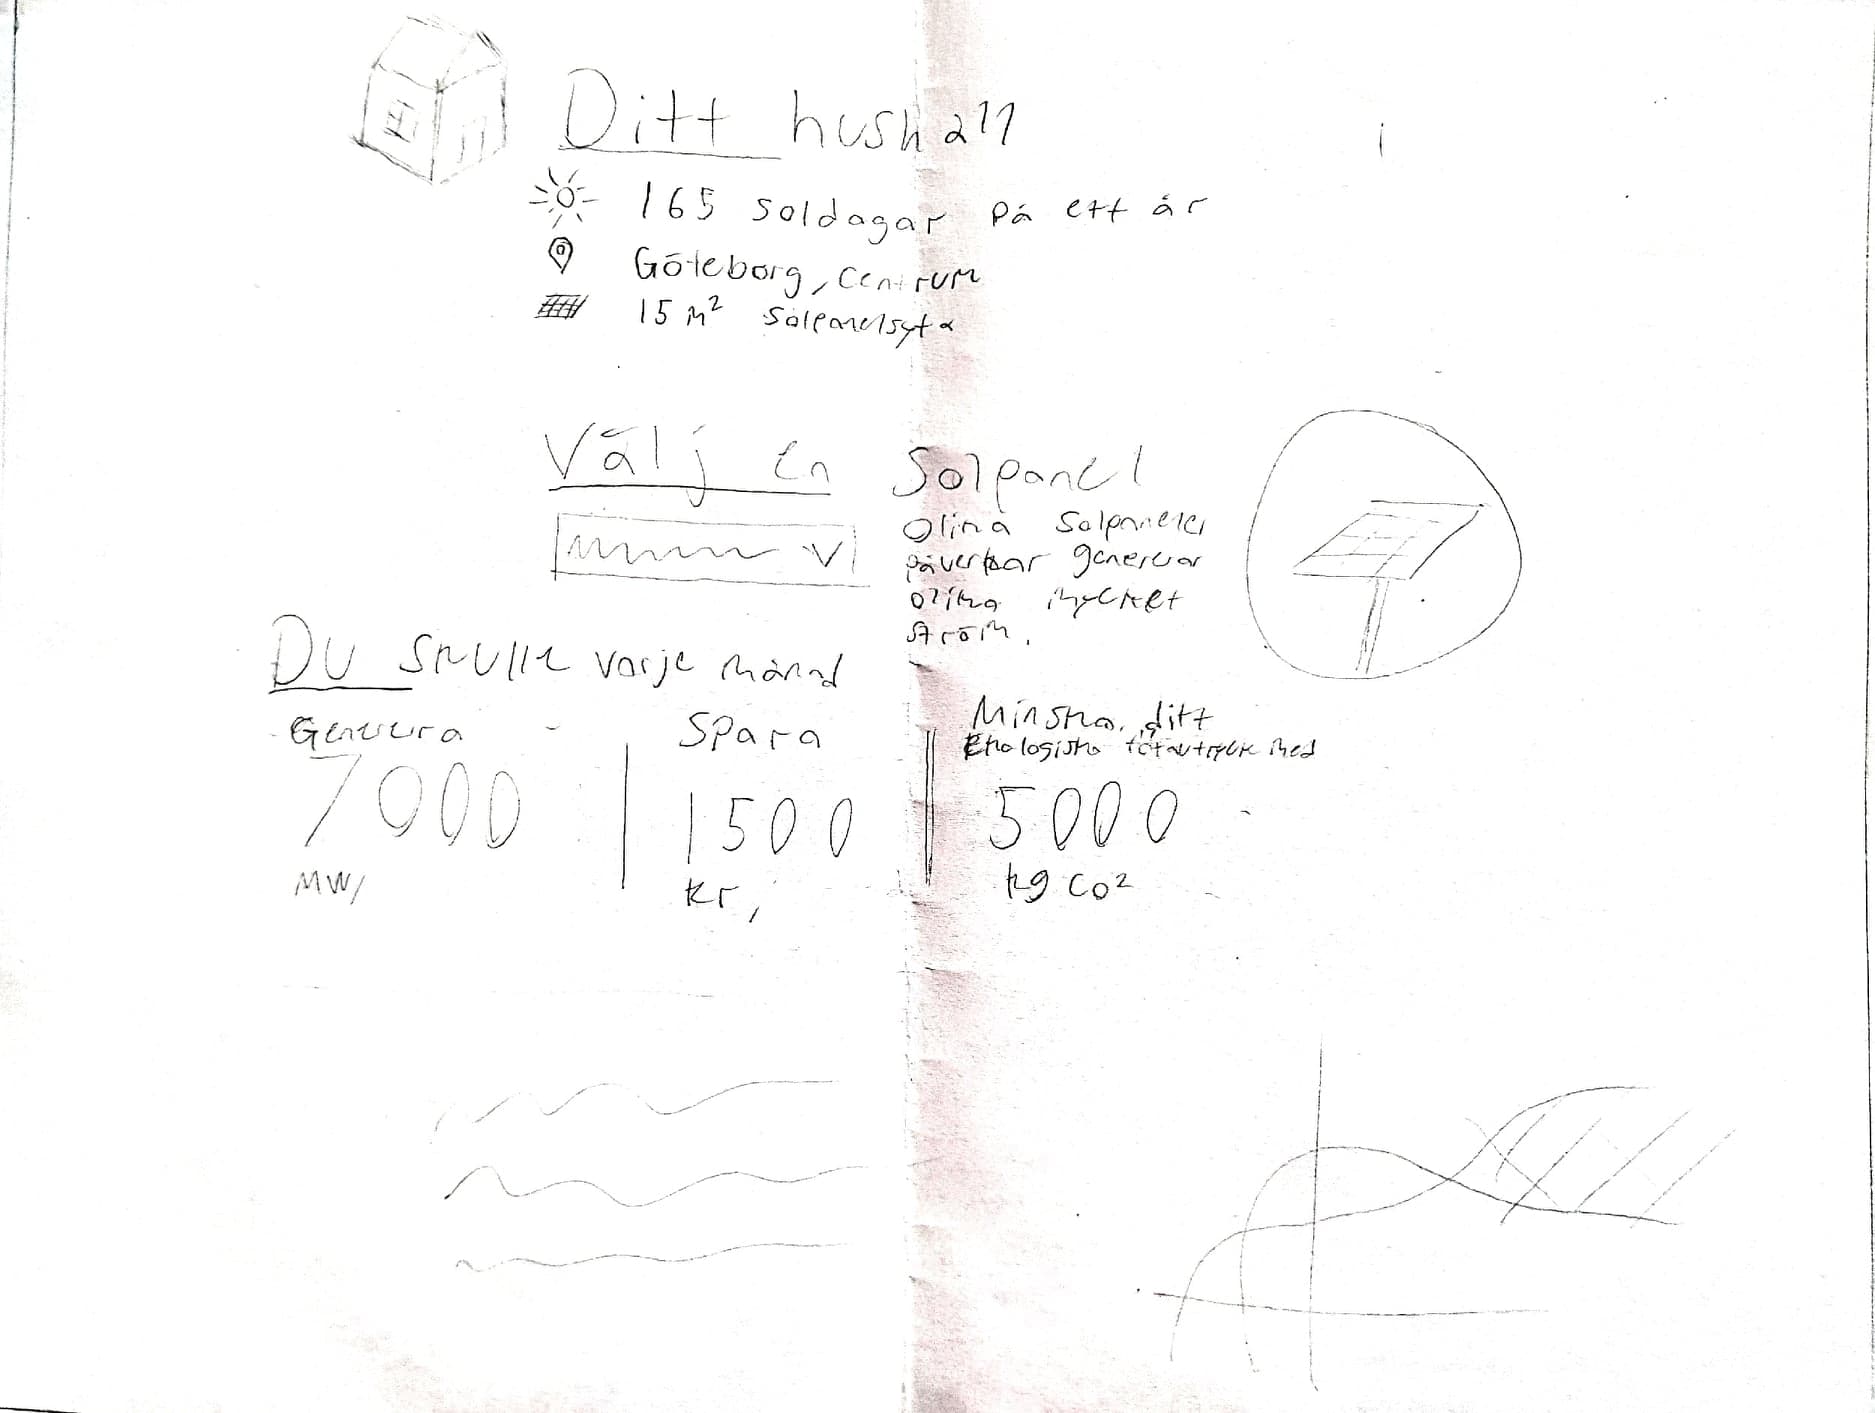 Ditt hushåll
165 soldagar på ett år
Göteborg, Centrum
15 m² Solpanelsyta
Välj en Solpanel
Olika Solpaneler
påverkar genererar
olika mycket
ström.
Du skulle varje månad
Generera
7000
MW/
Spara
1500
kr,
Minska ditt
Ekologiska fotavtryck med
5000
kg CO²